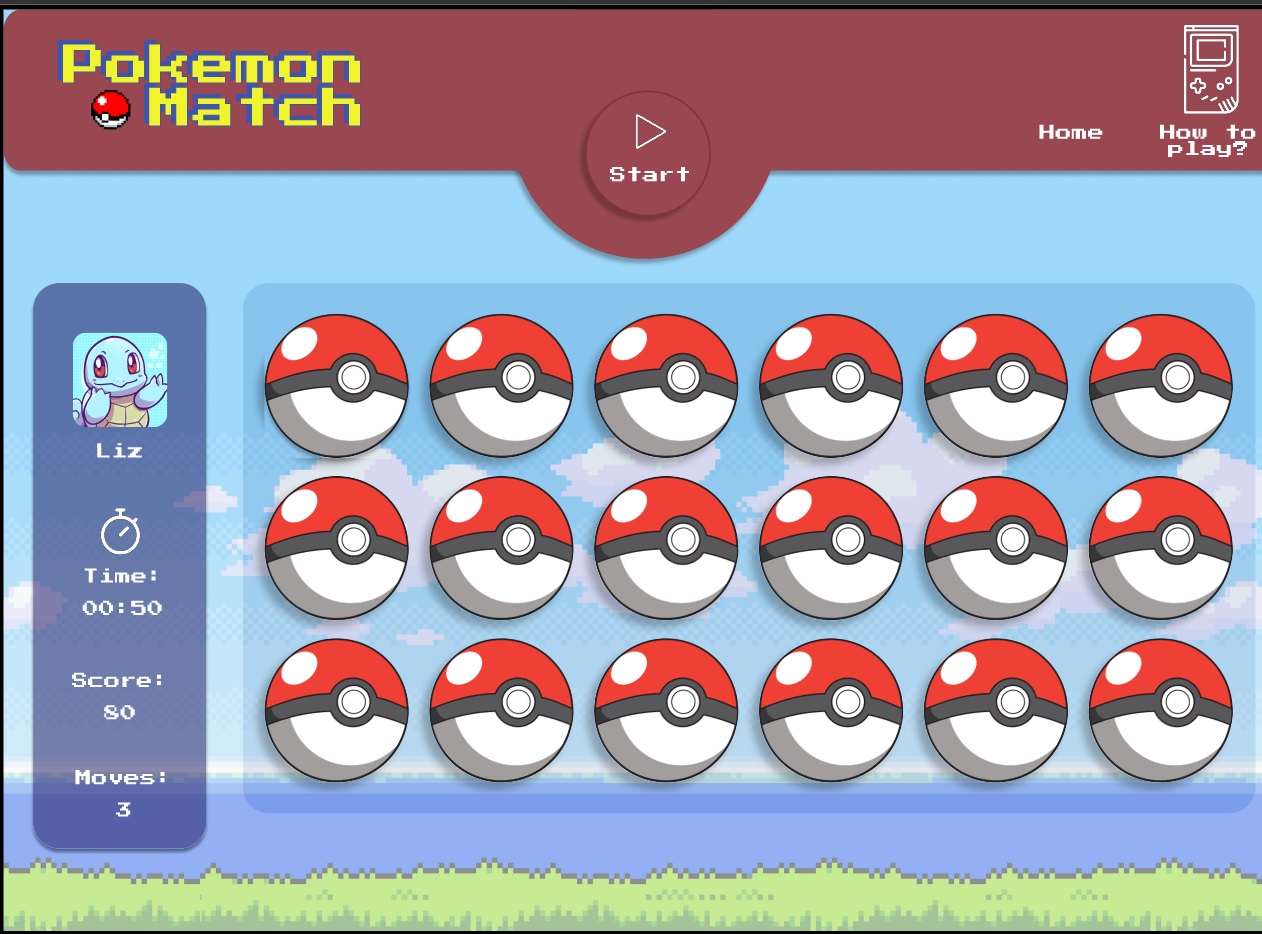 Pokemon
Match
Start
Home
How to
play?
Liz
Time:
00:50
Score:
80
Moves:
3